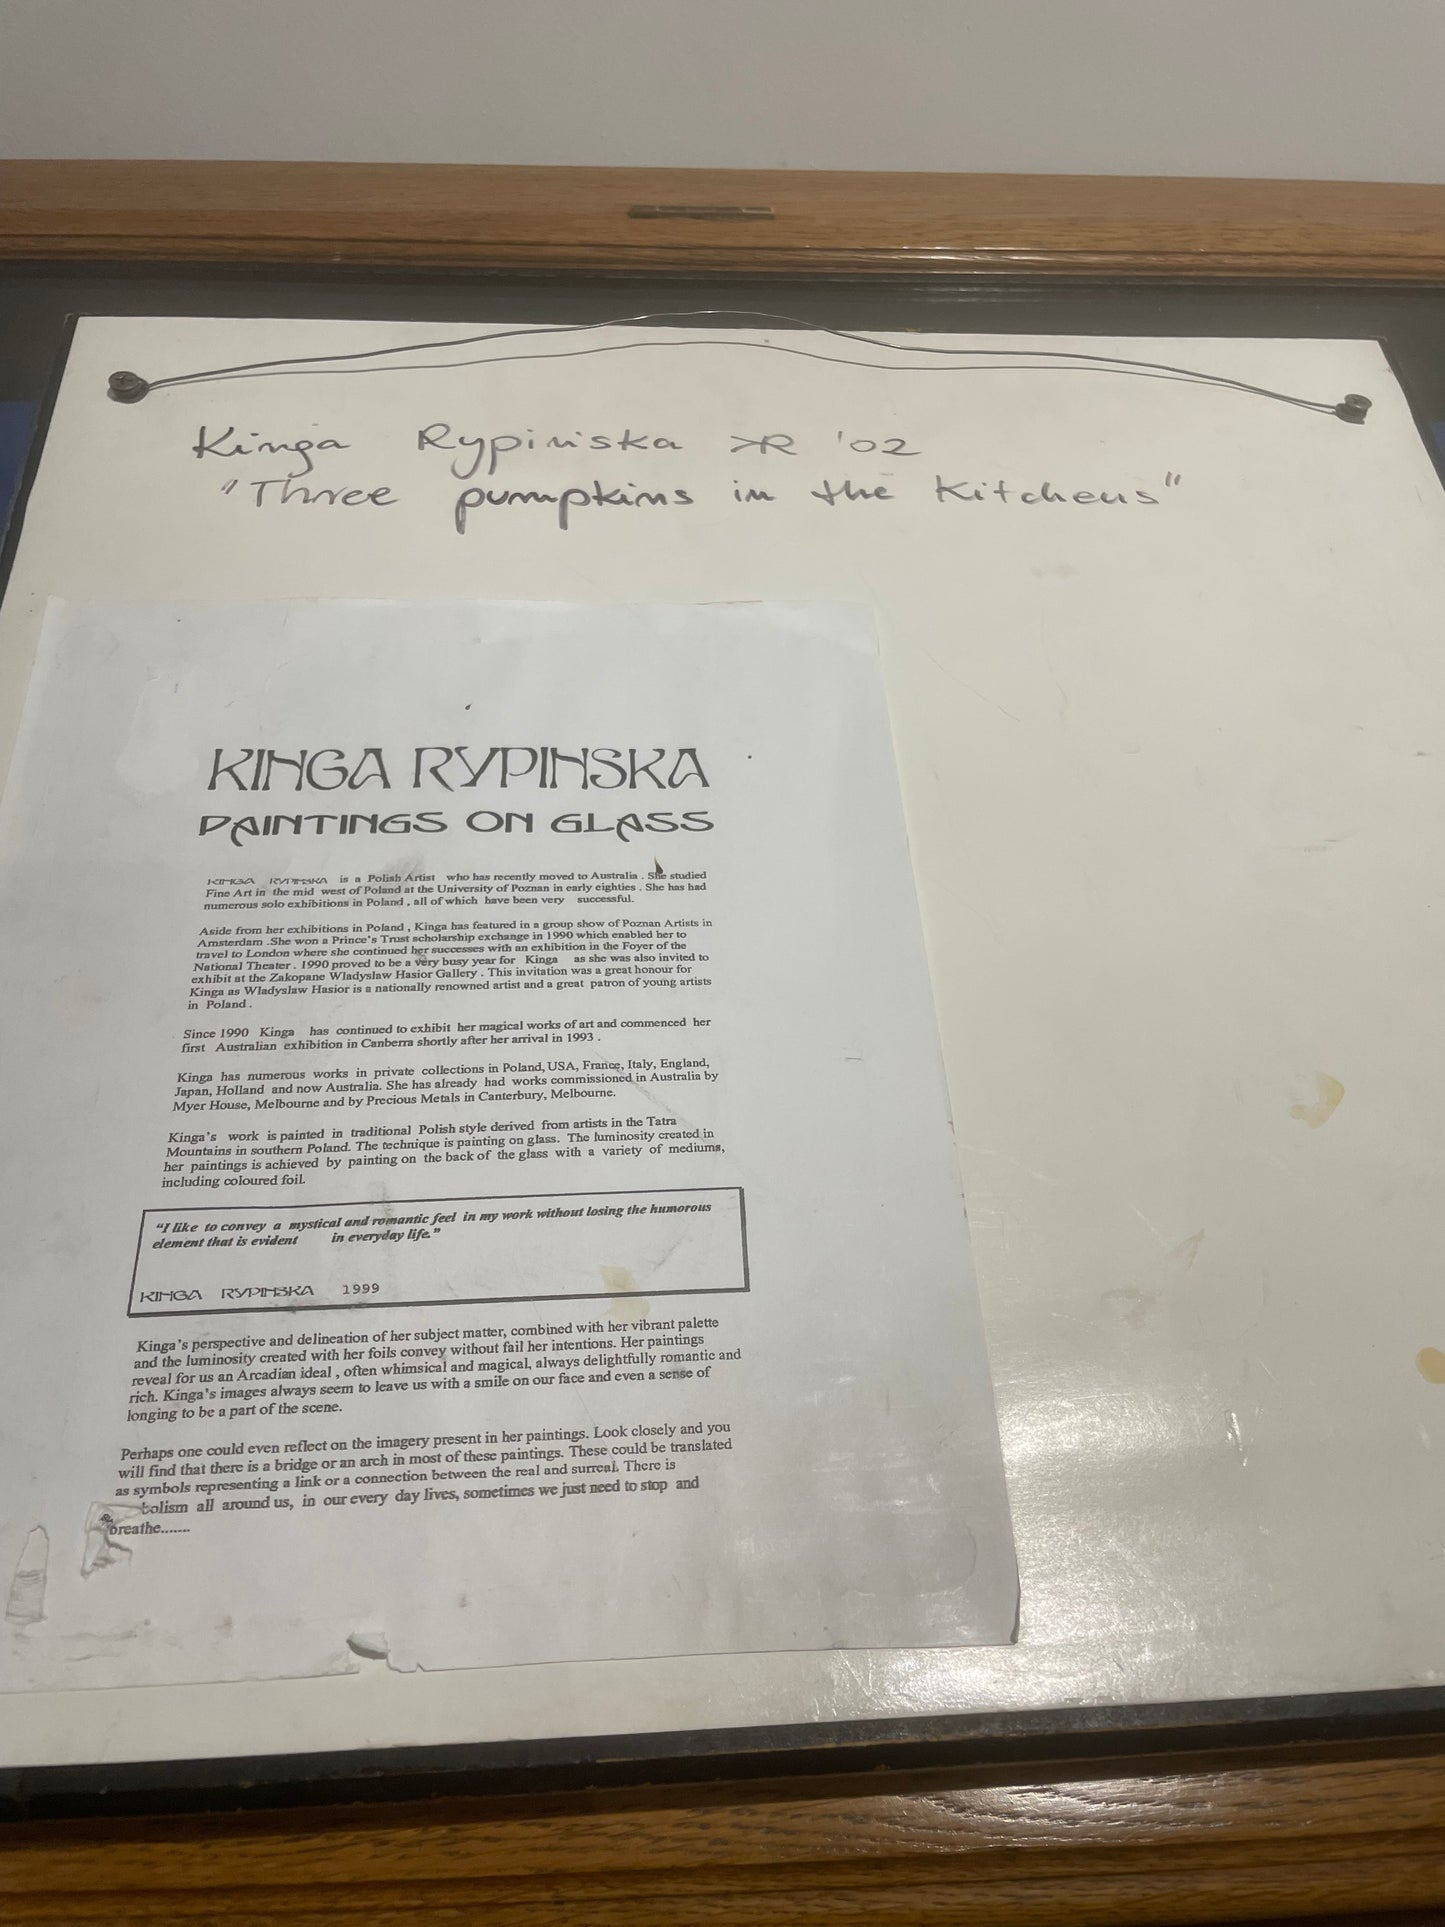 Kinga Rypińska KR '02
"Three pumpkins in the Kitchens"
KINGA RYPINSKA
PAINTINGS ON GLASS
KINGA RYPINSKA is a Polish Artist who has recently moved to Australia . She studied
Fine Art in the mid west of Poland at the University of Poznan in early eighties . She has had
numerous solo exhibitions in Poland , all of which have been very successful.
Aside from her exhibitions in Poland , Kinga has featured in a group show of Poznan Artists in
Amsterdam .She won a Prince's Trust scholarship exchange in 1990 which enabled her to
travel to London where she continued her successes with an exhibition in the Foyer of the
National Theater . 1990 proved to be a very busy year for Kinga as she was also invited to
exhibit at the Zakopane Wladyslaw Hasior Gallery . This invitation was a great honour for
Kinga as Wladyslaw Hasior is a nationally renowned artist and a great patron of young artists
in Poland .
Since 1990 Kinga has continued to exhibit her magical works of art and commenced her
first Australian exhibition in Canberra shortly after her arrival in 1993 .
Kinga has numerous works in private collections in Poland, USA, France, Italy, England,
Japan, Holland and now Australia. She has already had works commissioned in Australia by
Myer House, Melbourne and by Precious Metals in Canterbury, Melbourne.
Kinga's work is painted in traditional Polish style derived from artists in the Tatra
Mountains in southern Poland. The technique is painting on glass. The luminosity created in
her paintings is achieved by painting on the back of the glass with a variety of mediums,
including coloured foil.
"I like to convey a mystical and romantic feel in my work without losing the humorous
element that is evident in everyday life."
KINGA RYPINSKA 1999
Kinga's perspective and delineation of her subject matter, combined with her vibrant palette
and the luminosity created with her foils convey without fail her intentions. Her paintings
reveal for us an Arcadian ideal , often whimsical and magical, always delightfully romantic and
rich. Kinga's images always seem to leave us with a smile on our face and even a sense of
longing to be a part of the scene.
Perhaps one could even reflect on the imagery present in her paintings. Look closely and you
will find that there is a bridge or an arch in most of these paintings. These could be translated
as symbols representing a link or a connection between the real and surreal. There is
bolism all around us, in our every day lives, sometimes we just need to stop and
breathe.......